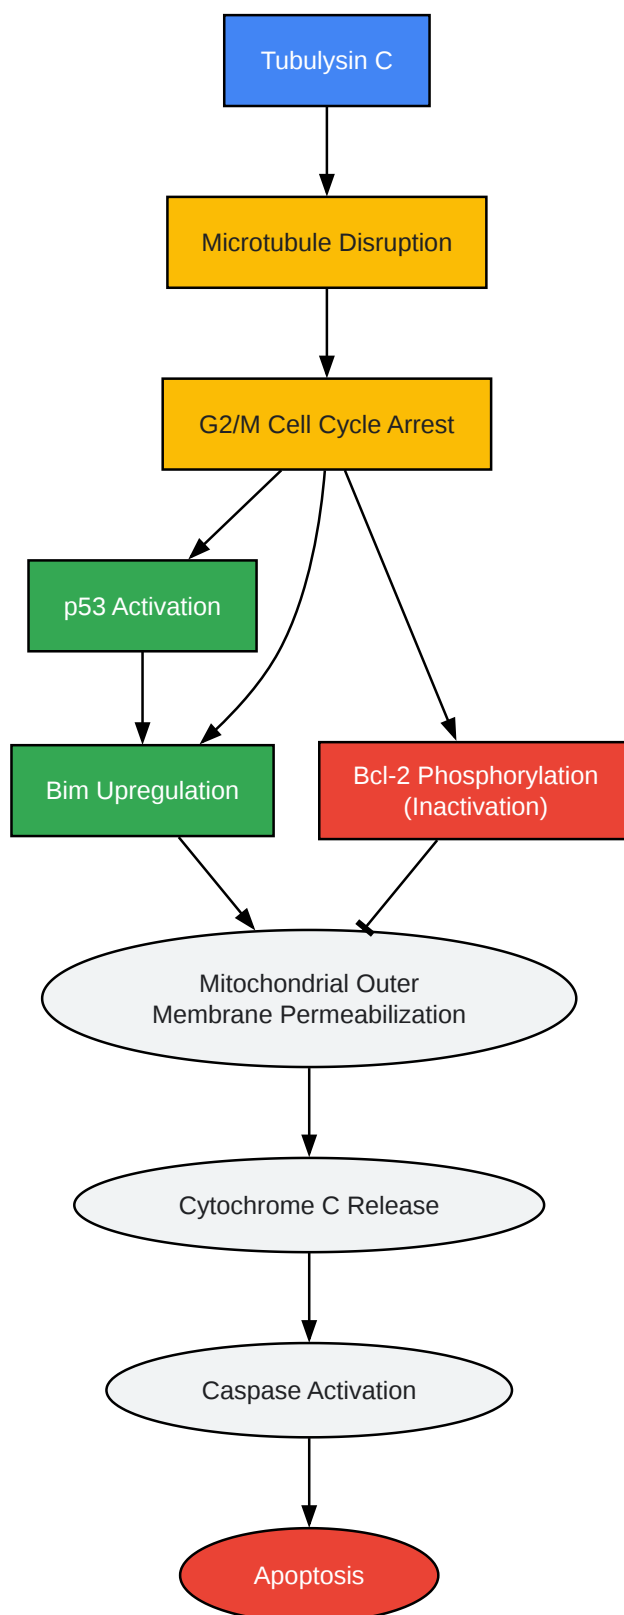 Tubulysin C
Microtubule Disruption
G2/M Cell Cycle Arrest
p53 Activation
Bim Upregulation
Bcl-2 Phosphorylation
(Inactivation)
Mitochondrial Outer
Membrane Permeabilization
Cytochrome C Release
Caspase Activation
Apoptosis